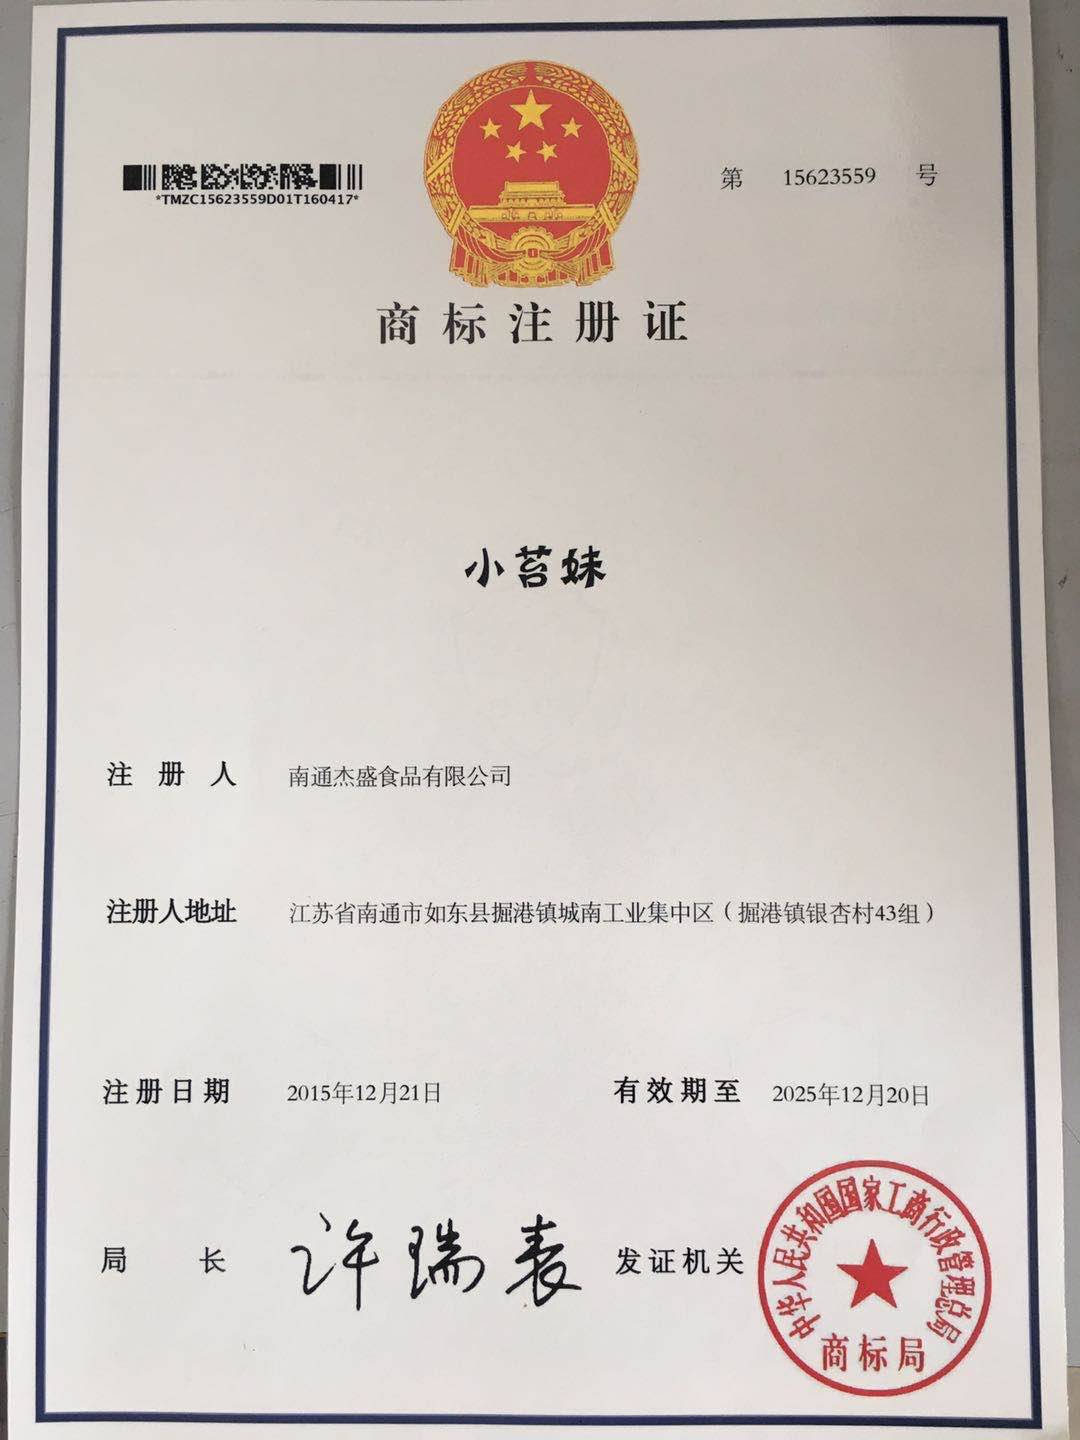 *TMZC15623559D01T160417*
第 15623559 号
商标注册证
小苔妹
注册人 南通杰盛食品有限公司
注册人地址 江苏省南通市如东县掘港镇城南工业集中区（掘港镇银杏村43组）
注册日期 2015年12月21日 有效期至 2025年12月20日
局长 许瑞表 发证机关
中华人民共和国国家工商行政管理总局
商标局